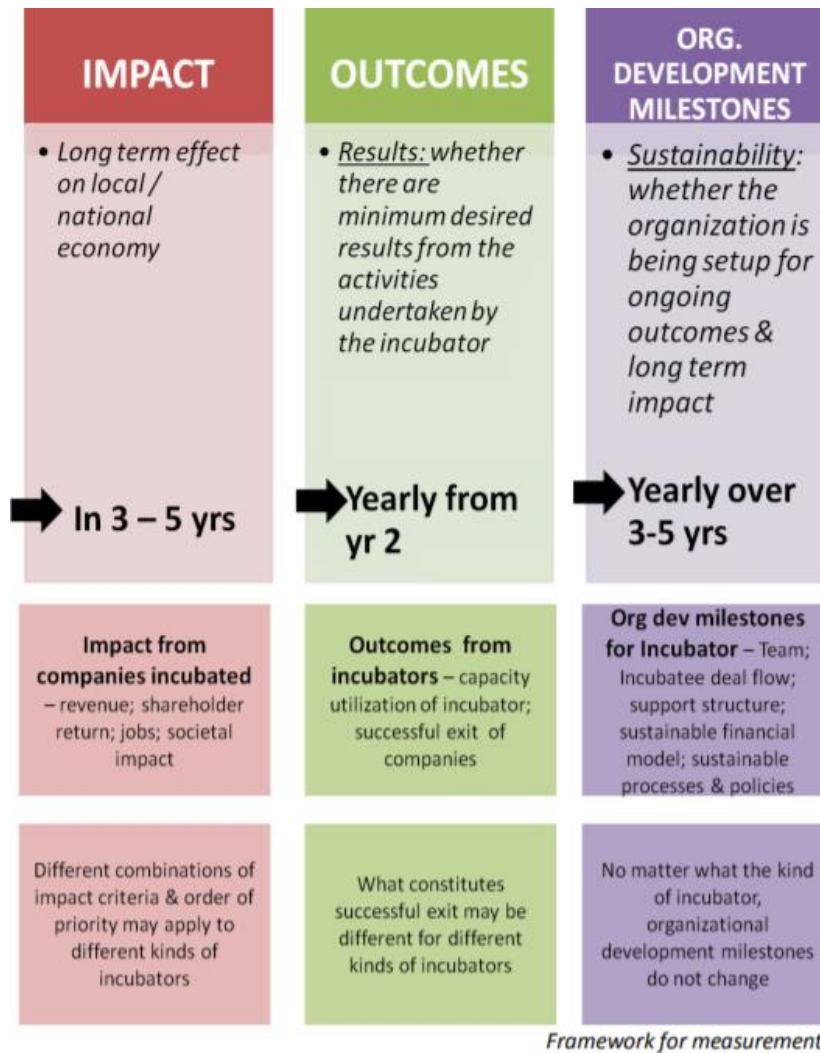 IMPACT
• Long term effect
on local /
national
economy
In 3 – 5 yrs
Impact from
companies incubated
– revenue; shareholder
return; jobs; societal
impact
Different combinations of
impact criteria & order of
priority may apply to
different kinds of
incubators
OUTCOMES
• Results: whether
there are
minimum desired
results from the
activities
undertaken by
the incubator
Yearly from
yr 2
Outcomes from
incubators – capacity
utilization of incubator;
successful exit of
companies
What constitutes
successful exit may be
different for different
kinds of incubators
ORG.
DEVELOPMENT
MILESTONES
• Sustainability:
whether the
organization is
being setup for
ongoing
outcomes &
long term
impact
Yearly over
3-5 yrs
Org dev milestones
for Incubator – Team;
Incubatee deal flow;
support structure;
sustainable financial
model; sustainable
processes & policies
No matter what the kind
of incubator,
organizational
development milestones
do not change
Framework for measurement